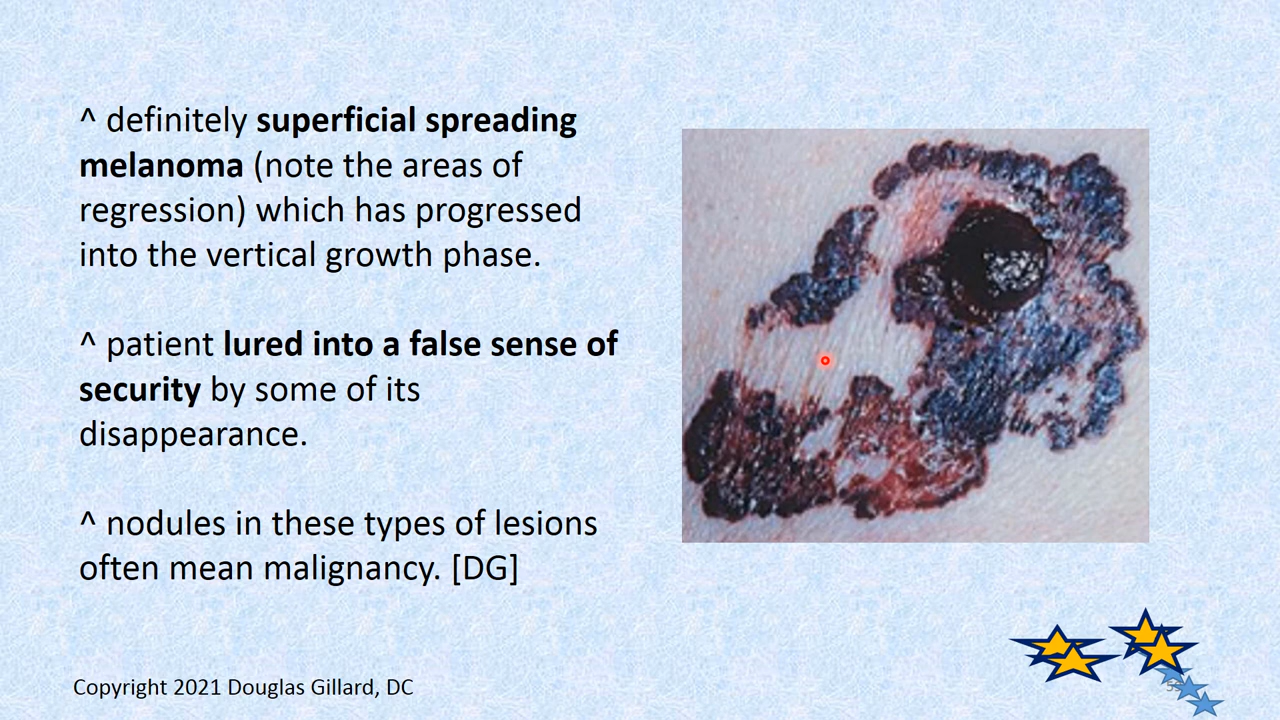 ^ definitely superficial spreading
melanoma (note the areas of
regression) which has progressed
into the vertical growth phase.
^ patient lured into a false sense of
security by some of its
disappearance.
^ nodules in these types of lesions
often mean malignancy. [DG]
Copyright 2021 Douglas Gillard, DC